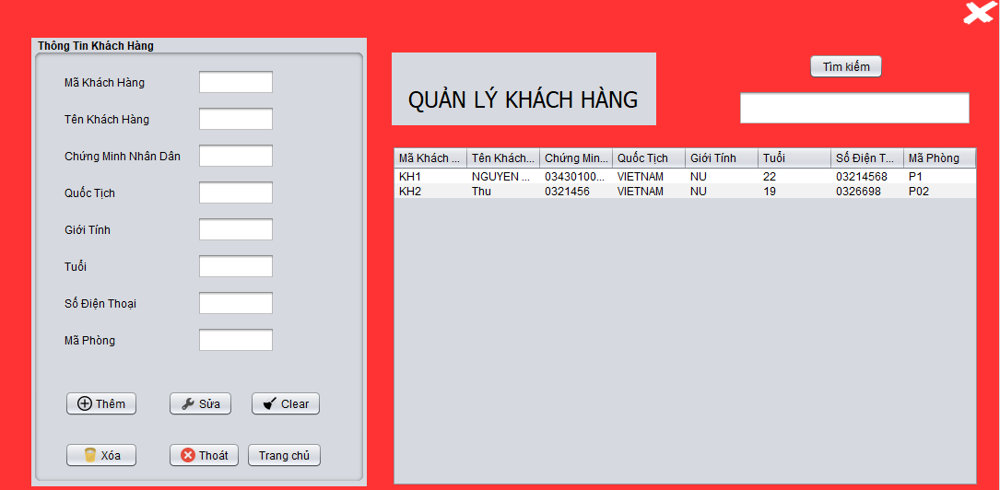 Thông Tin Khách Hàng
Mã Khách Hàng
Tên Khách Hàng
Chứng Minh Nhân Dân
Quốc Tịch
Giới Tính
Tuổi
Số Điện Thoại
Mã Phòng
Thêm Sửa Clear
Xóa Thoát Trang chủ
QUẢN LÝ KHÁCH HÀNG
Tìm kiếm
Mã Khách ... Tên Khách... Chứng Min... Quốc Tịch Giới Tính Tuổi Số Điện T... Mã Phòng
KH1 NGUYEN ... 03430100... VIETNAM NU 22 03214568 P1
KH2 Thu 0321456 VIETNAM NU 19 0326698 P02